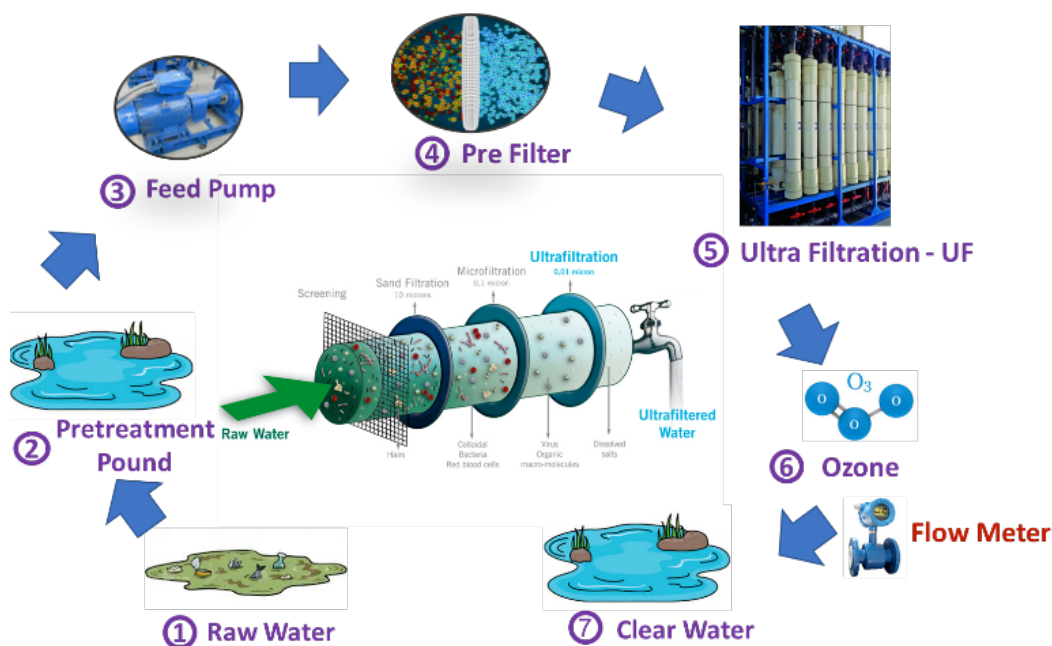 ④ Pre Filter
③ Feed Pump
⑤ Ultra Filtration - UF
Ultrafiltration
0,01 micron
Microfiltration
0,1 micron
Sand Filtration
10 microns
Screening
Raw Water
Hairs
Colloidal
Bacteria
Red blood cells
Virus
Organic
macro-molecules
Dissolved
salts
Ultrafiltered
Water
② Pretreatment
Pound
O₃
O
O
O
⑥ Ozone
Flow Meter
① Raw Water
⑦ Clear Water